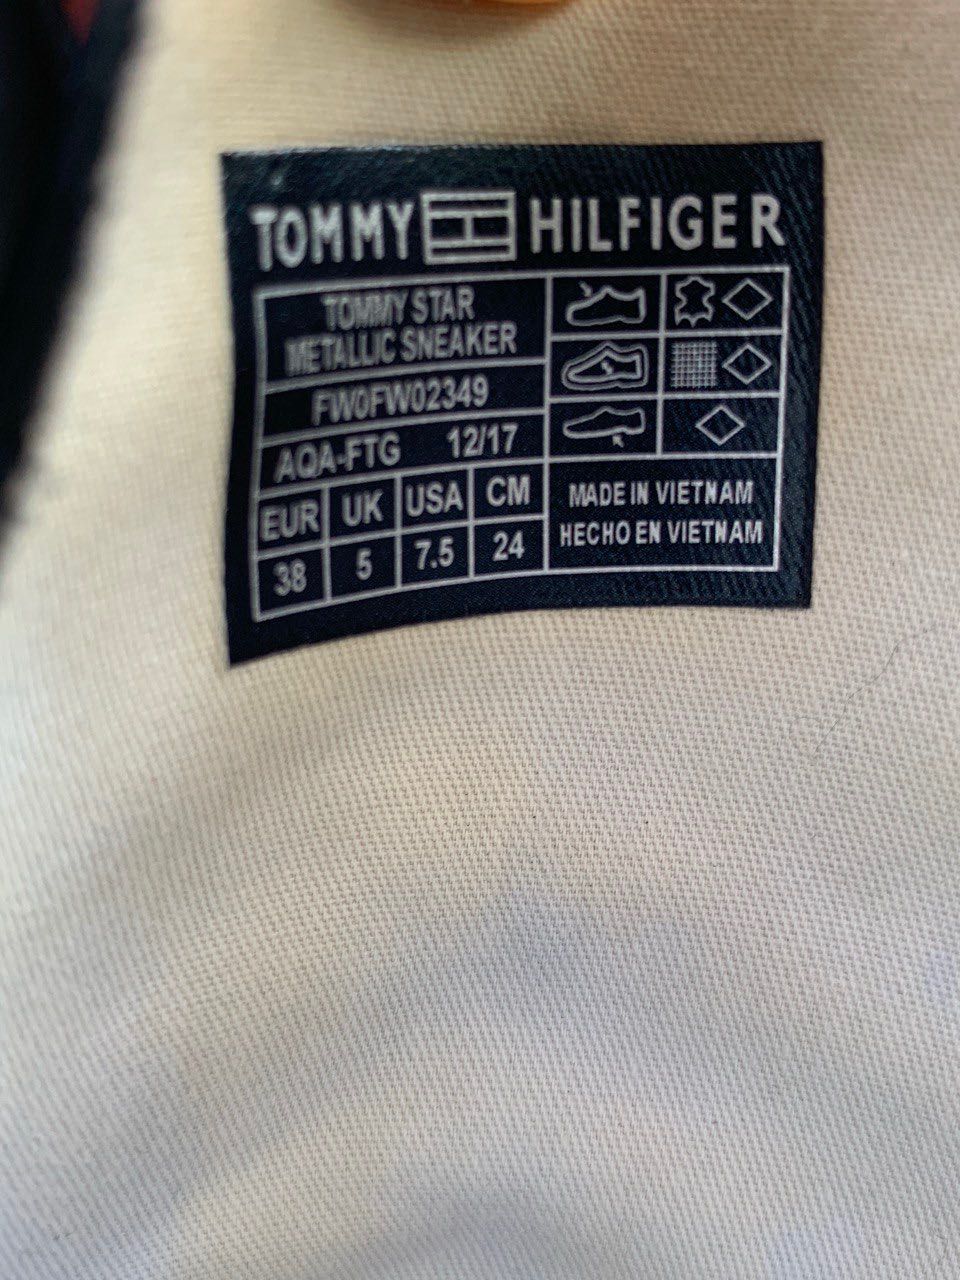 TOMMY HILFIGER
TOMMY STAR
METALLIC SNEAKER
FW0FW02349
AQA-FTG 12/17
EUR UK USA CM
38 5 7.5 24
MADE IN VIETNAM
HECHO EN VIETNAM